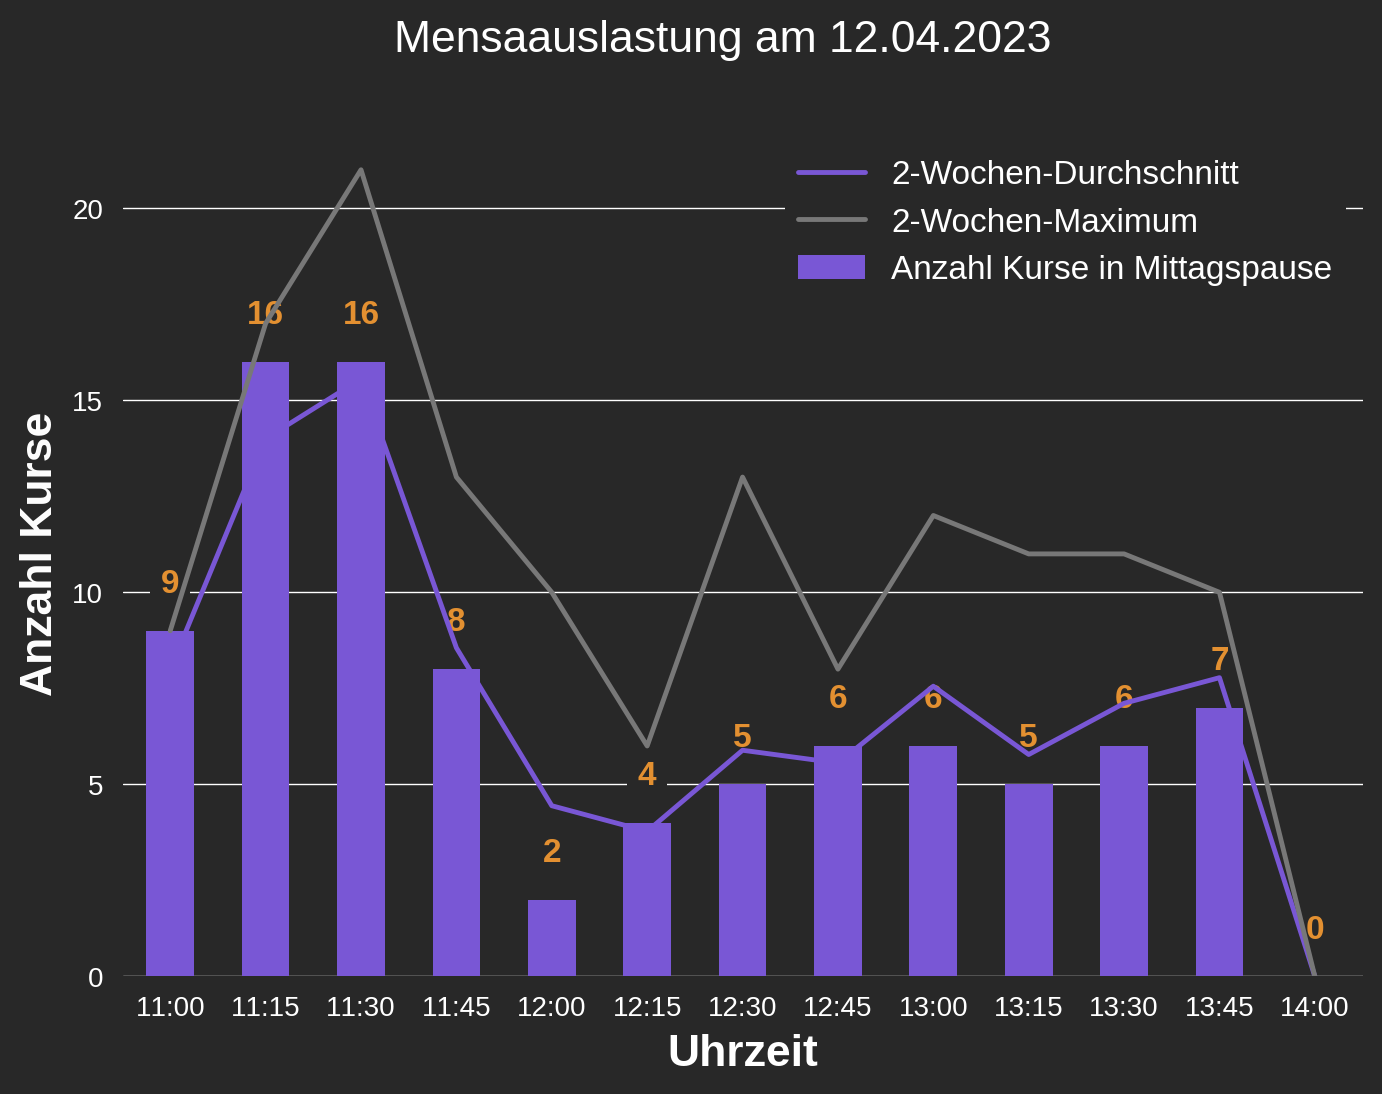 Mensaauslastung am 12.04.2023
2-Wochen-Durchschnitt
2-Wochen-Maximum
Anzahl Kurse in Mittagspause
Anzahl Kurse
20
15
10
5
0
9
16
16
8
2
4
5
6
6
5
6
7
0
11:00 11:15 11:30 11:45 12:00 12:15 12:30 12:45 13:00 13:15 13:30 13:45 14:00
Uhrzeit